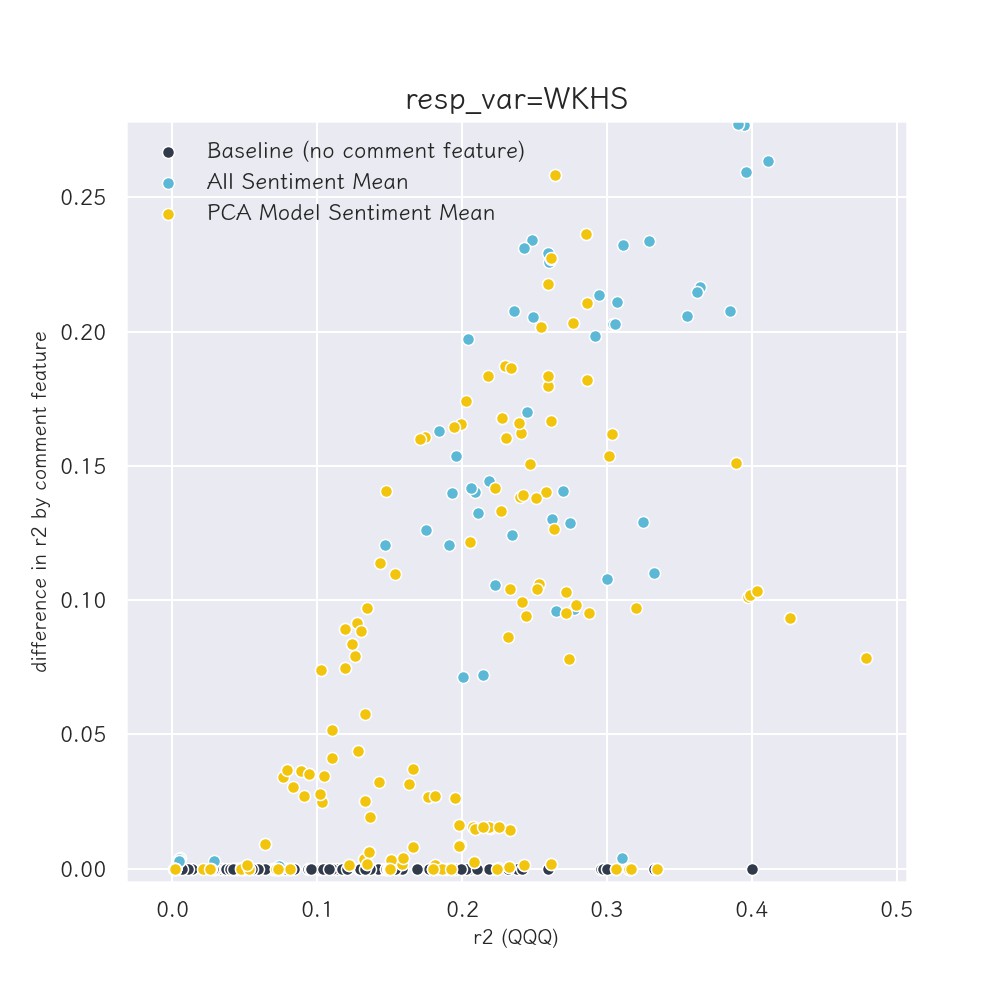 resp_var=WKHS
Baseline (no comment feature)
All Sentiment Mean
PCA Model Sentiment Mean
difference in r2 by comment feature
0.25
0.20
0.15
0.10
0.05
0.00
0.0 0.1 0.2 0.3 0.4 0.5
r2 (QQQ)